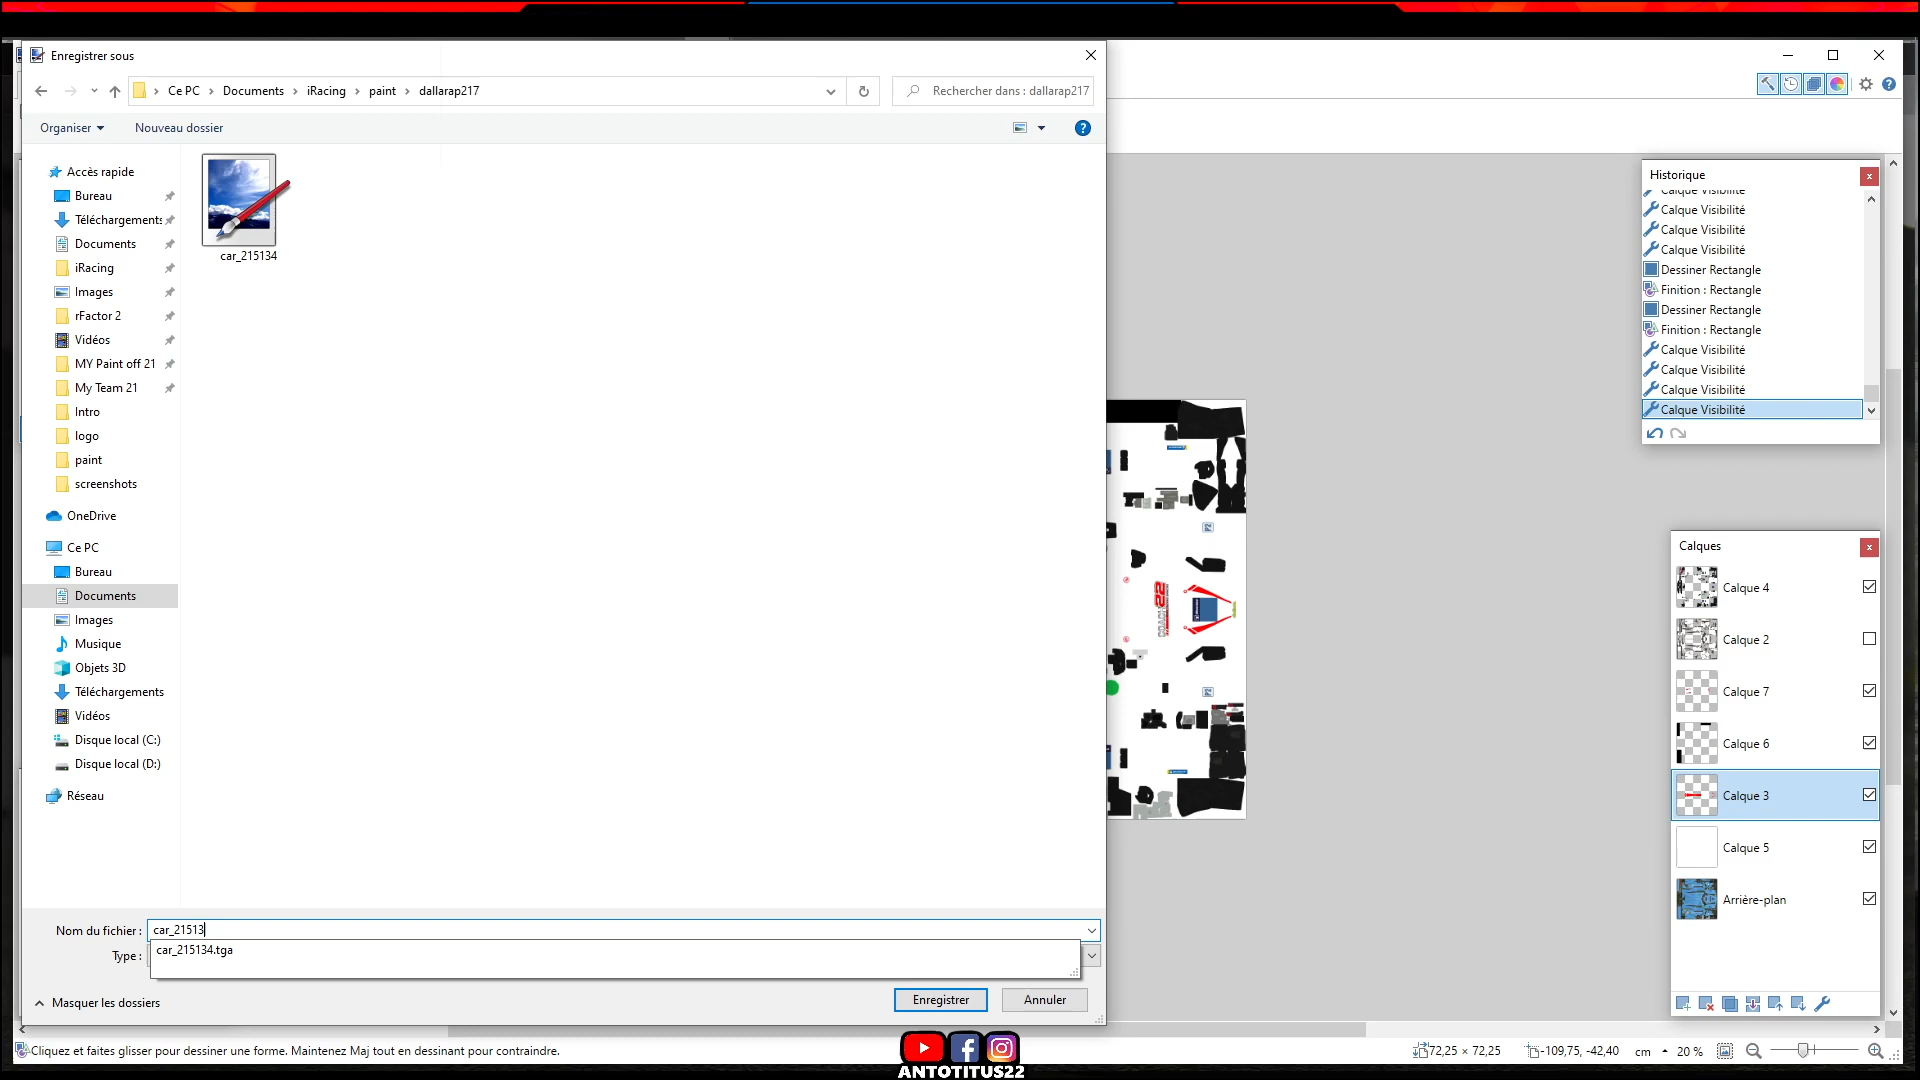 Enregistrer sous
Ce PC
Documents
iRacing
paint
dallarap217
Rechercher dans : dallarap217
Organiser
Nouveau dossier
Accès rapide
Bureau
Téléchargements
Documents
iRacing
Images
rFactor 2
Vidéos
MY Paint off 21
My Team 21
Intro
logo
paint
screenshots
OneDrive
Ce PC
Bureau
Documents
Images
Musique
Objets 3D
Téléchargements
Vidéos
Disque local (C:)
Disque local (D:)
Réseau
car_215134
Nom du fichier :
car_21513
Type :
car_215134.tga
Masquer les dossiers
Enregistrer
Annuler
Historique
Calque Visibilité
Calque Visibilité
Calque Visibilité
Calque Visibilité
Dessiner Rectangle
Finition : Rectangle
Dessiner Rectangle
Finition : Rectangle
Calque Visibilité
Calque Visibilité
Calque Visibilité
Calque Visibilité
COACH 22
Calques
Calque 4
Calque 2
Calque 7
Calque 6
Calque 3
Calque 5
Arrière-plan
Cliquez et faites glisser pour dessiner une forme. Maintenez Maj tout en dessinant pour contraindre.
72,25 × 72,25
-109,75, -42,40
cm
20 %
ANTOTITUS22